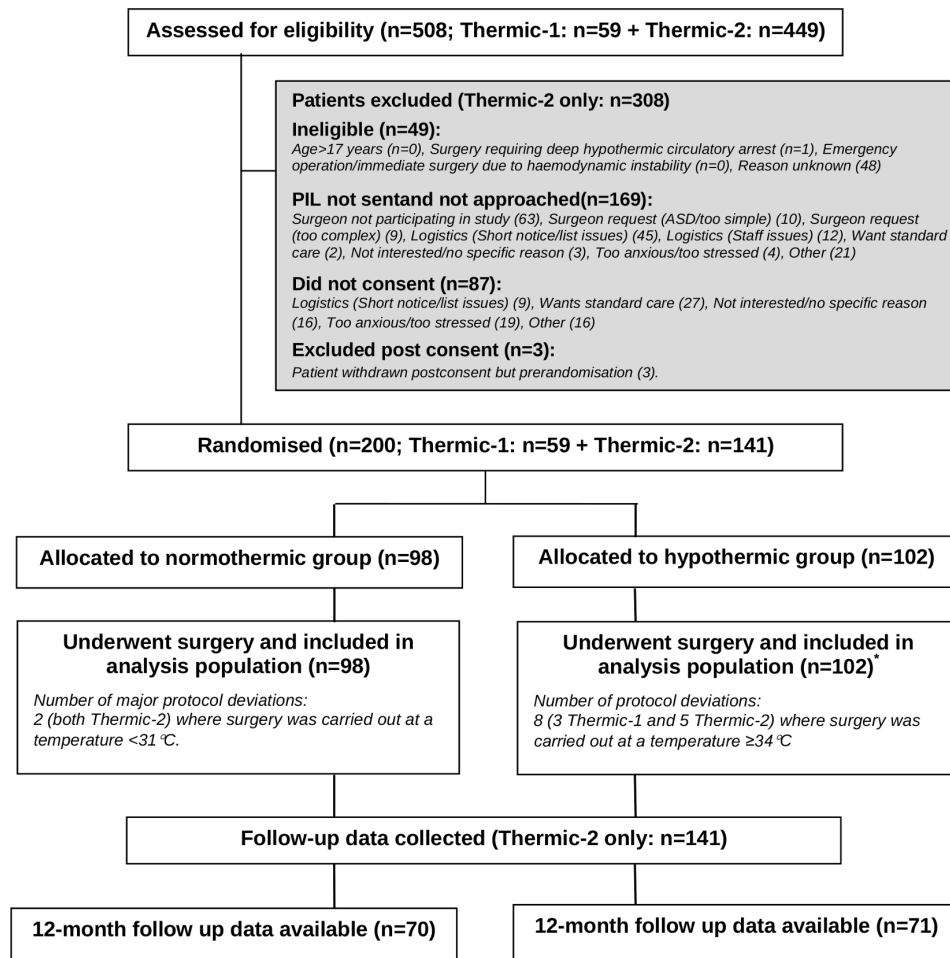 Assessed for eligibility (n=508; Thermic-1: n=59 + Thermic-2: n=449)
Patients excluded (Thermic-2 only: n=308)
Ineligible (n=49):
Age>17 years (n=0), Surgery requiring deep hypothermic circulatory arrest (n=1), Emergency
operation/immediate surgery due to haemodynamic instability (n=0), Reason unknown (48)
PIL not sentand not approached(n=169):
Surgeon not participating in study (63), Surgeon request (ASD/too simple) (10), Surgeon request
(too complex) (9), Logistics (Short notice/list issues) (45), Logistics (Staff issues) (12), Want standard
care (2), Not interested/no specific reason (3), Too anxious/too stressed (4), Other (21)
Did not consent (n=87):
Logistics (Short notice/list issues) (9), Wants standard care (27), Not interested/no specific reason
(16), Too anxious/too stressed (19), Other (16)
Excluded post consent (n=3):
Patient withdrawn postconsent but prerandomisation (3).
Randomised (n=200; Thermic-1: n=59 + Thermic-2: n=141)
Allocated to normothermic group (n=98)
Allocated to hypothermic group (n=102)
Underwent surgery and included in
analysis population (n=98)
Number of major protocol deviations:
2 (both Thermic-2) where surgery was carried out at a
temperature <31°C.
Underwent surgery and included in
analysis population (n=102)*
Number of protocol deviations:
8 (3 Thermic-1 and 5 Thermic-2) where surgery was
carried out at a temperature ≥34°C
Follow-up data collected (Thermic-2 only: n=141)
12-month follow up data available (n=70)
12-month follow up data available (n=71)